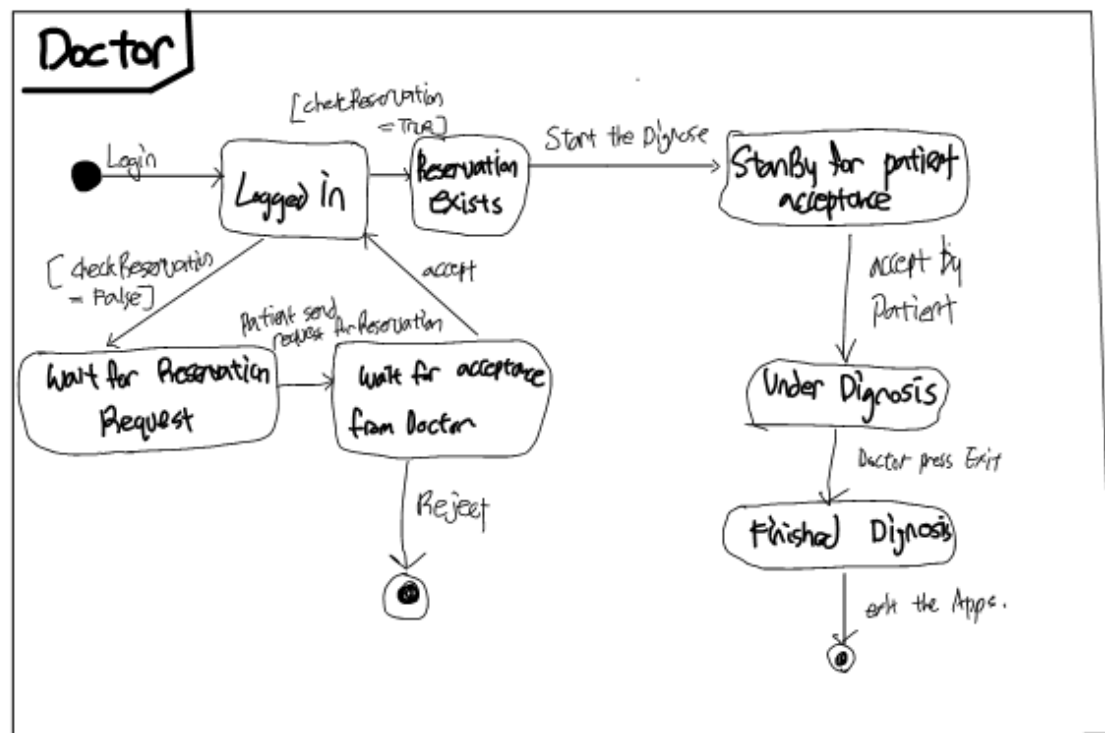 Doctor
[checkReservation
= True]
Login
Start the Dignose
Logged in
Reservation
exists
StanBy for patient
acceptance
[checkReservation
= False]
accept
accept by
Patient
Patient send
request for Reservation
Wait for Reservation
Request
Wait for acceptance
from Doctor
Under Dignosis
Doctor press Exit
Reject
Finished Dignosis
exit the Apps.